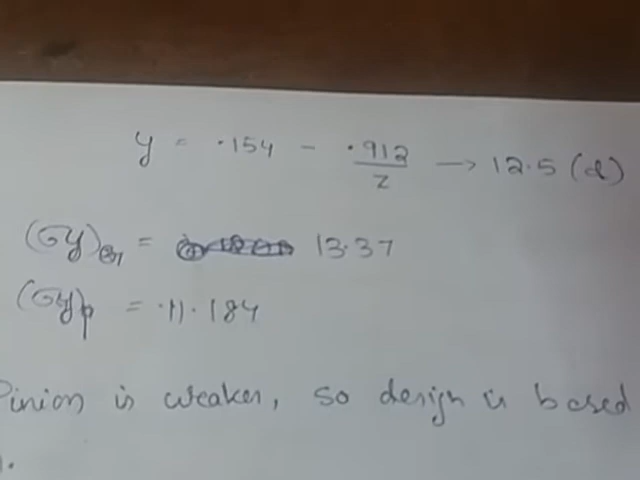 y = .154 - .912/z → 12.5 (d)
(σy)G = 13.37
(σy)p = 11.184
Pinion is weaker, so design is based